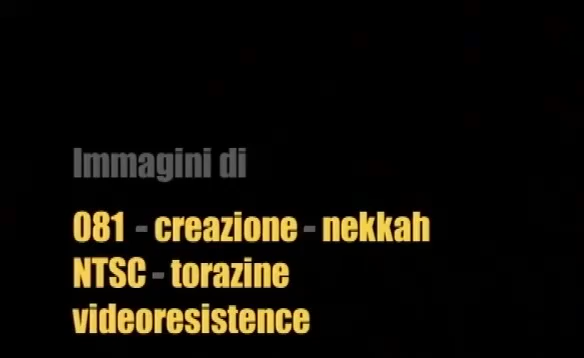 Immagini di
081 - creazione - nekkah
NTSC - torazine
videoresistence